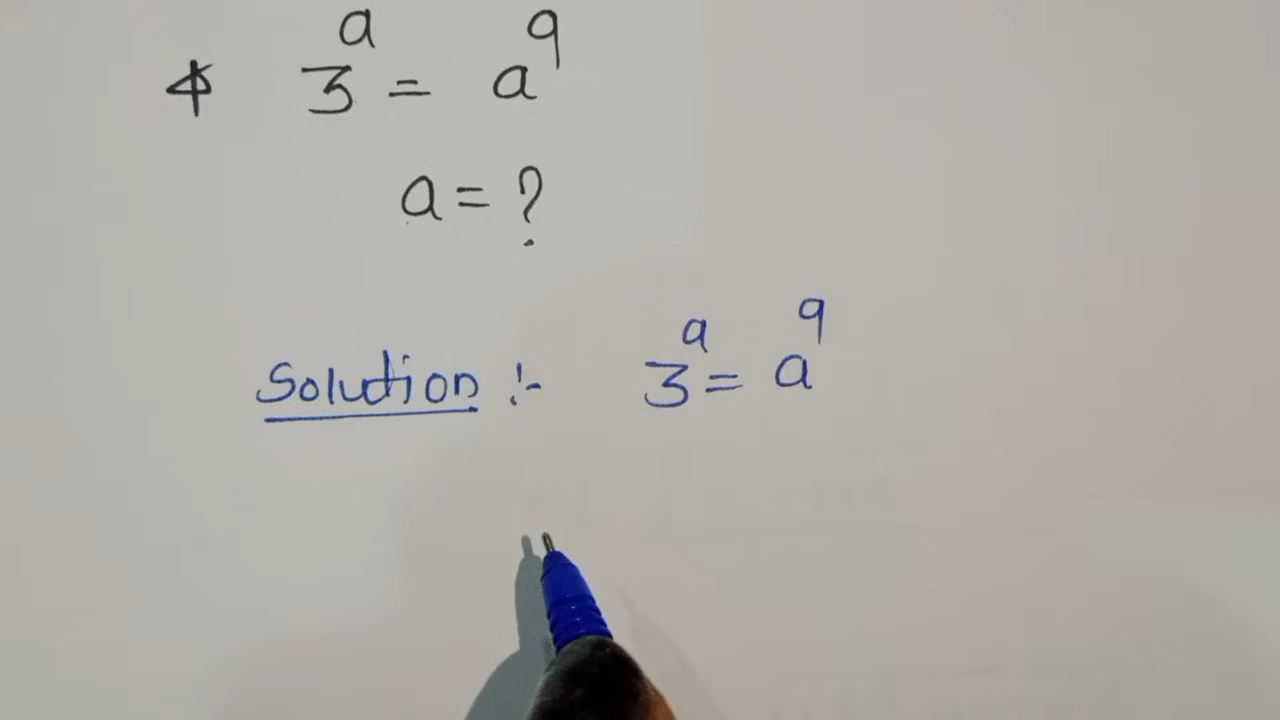 * 3^a = a^9
a = ?
Solution :- 3^a = a^9